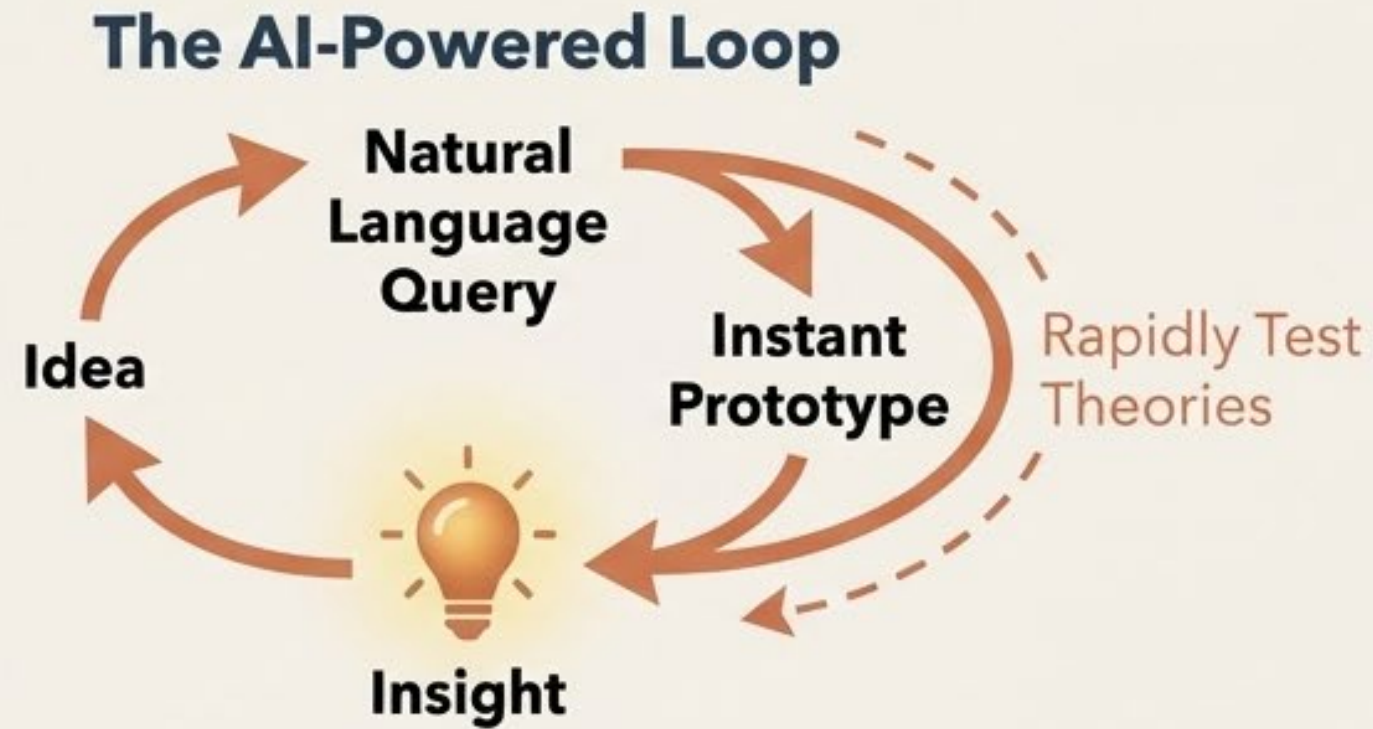 The AI-Powered Loop
Natural
Language
Query
Idea
Instant
Prototype
Rapidly Test
Theories
Insight